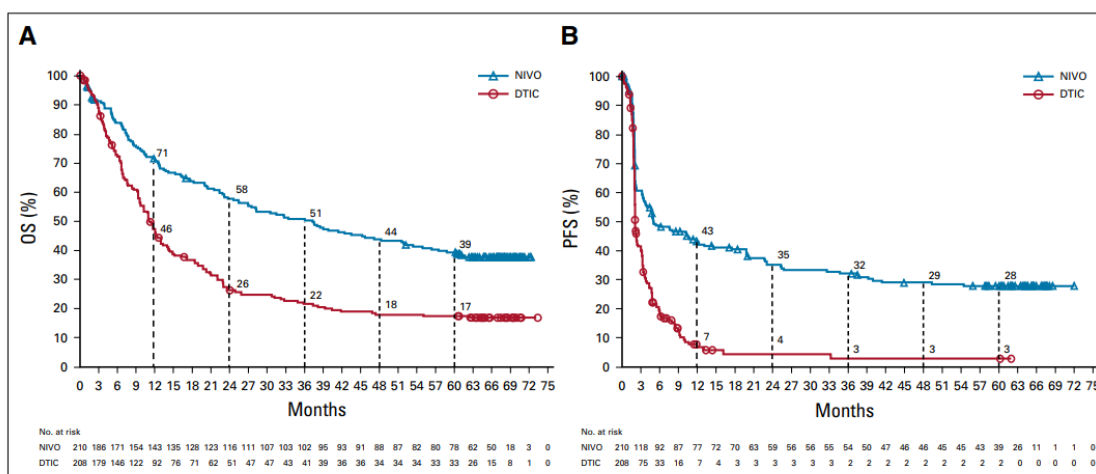 A
B
100
90
80
70
60
50
40
30
20
10
0
OS (%)
NIVO
DTIC
71
58
51
44
39
46
26
22
18
17
0 3 6 9 12 15 18 21 24 27 30 33 36 39 42 45 48 51 54 57 60 63 66 69 72 75
Months
No. at risk
NIVO 210 186 171 154 143 135 128 123 116 111 107 103 102 95 93 91 88 87 82 80 78 62 50 18 3 0
DTIC 208 179 146 122 92 76 71 62 51 47 47 43 41 39 36 36 34 34 34 33 33 26 15 8 1 0
100
90
80
70
60
50
40
30
20
10
0
PFS (%)
NIVO
DTIC
43
35
32
29
28
7
4
3
3
3
0 3 6 9 12 15 18 21 24 27 30 33 36 39 42 45 48 51 54 57 60 63 66 69 72 75
Months
No. at risk
NIVO 210 118 92 87 77 72 70 63 59 56 56 55 54 50 47 46 46 45 45 43 39 26 11 1 1 0
DTIC 208 75 33 16 7 4 3 3 3 3 3 3 2 2 2 2 2 2 2 2 2 0 0 0 0 0